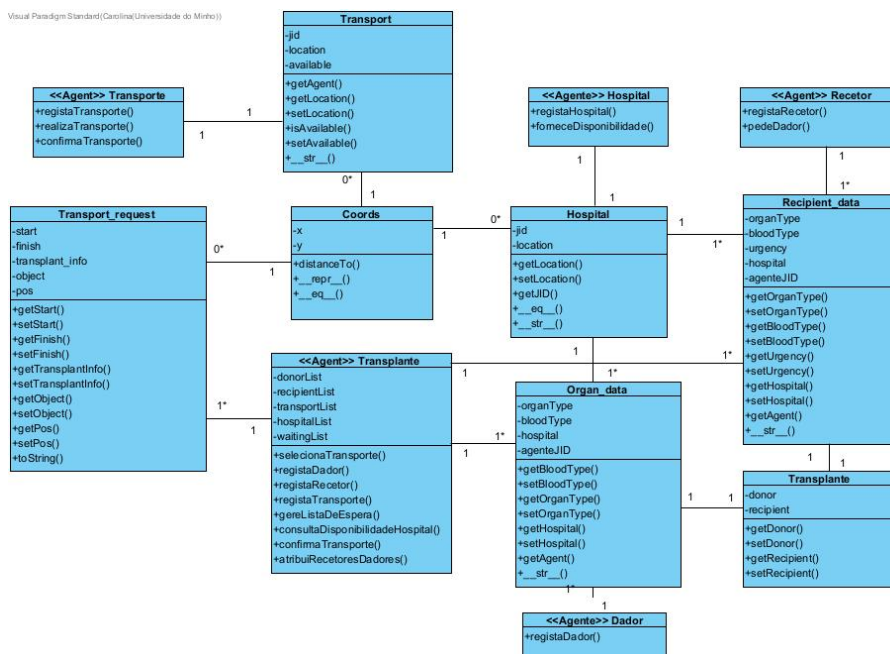 Visual Paradigm Standard(Carolina(Universidade do Minho))
Transport
-jid
-location
-available
+getAgent()
+getLocation()
+setLocation()
+isAvailable()
+setAvailable()
+__str__()
<<Agent>> Transporte
+registaTransporte()
+realizaTransporte()
+confirmaTransporte()
1
1
<<Agente>> Hospital
+registaHospital()
+forneceDisponibilidade()
1
1
<<Agent>> Recetor
+registaRecetor()
+pedeDador()
1
1*
0*
1
Transport_request
-start
-finish
-transplant_info
-object
-pos
+getStart()
+setStart()
+getFinish()
+setFinish()
+getTransplantInfo()
+setTransplantInfo()
+getObject()
+setObject()
+getPos()
+setPos()
+toString()
0*
1
Coords
-x
-y
+distanceTo()
+__repr__()
+__eq__()
1
0*
Hospital
-jid
-location
+getLocation()
+setLocation()
+getJID()
+__eq__()
+__str__()
1
1*
Recipient_data
-organType
-bloodType
-urgency
-hospital
-agenteJID
+getOrganType()
+setOrganType()
+getBloodType()
+setBloodType()
+getUrgency()
+setUrgency()
+getHospital()
+setHospital()
+getAgent()
+__str__()
1*
1
<<Agent>> Transplante
-donorList
-recipientList
-transportList
-hospitalList
-waitingList
+selecionaTransporte()
+registaDador()
+registaRecetor()
+registaTransporte()
+gereListaDeEspera()
+consultaDisponibilidadeHospital()
+confirmaTransporte()
+atribuiRecetoresDadores()
1
1*
1
1*
1
1*
Organ_data
-organType
-bloodType
-hospital
-agenteJID
+getBloodType()
+setBloodType()
+getOrganType()
+setOrganType()
+getHospital()
+setHospital()
+getAgent()
+__str__()
1
1
1
1
Transplante
-donor
-recipient
+getDonor()
+setDonor()
+getRecipient()
+setRecipient()
1*
1
<<Agente>> Dador
+registaDador()